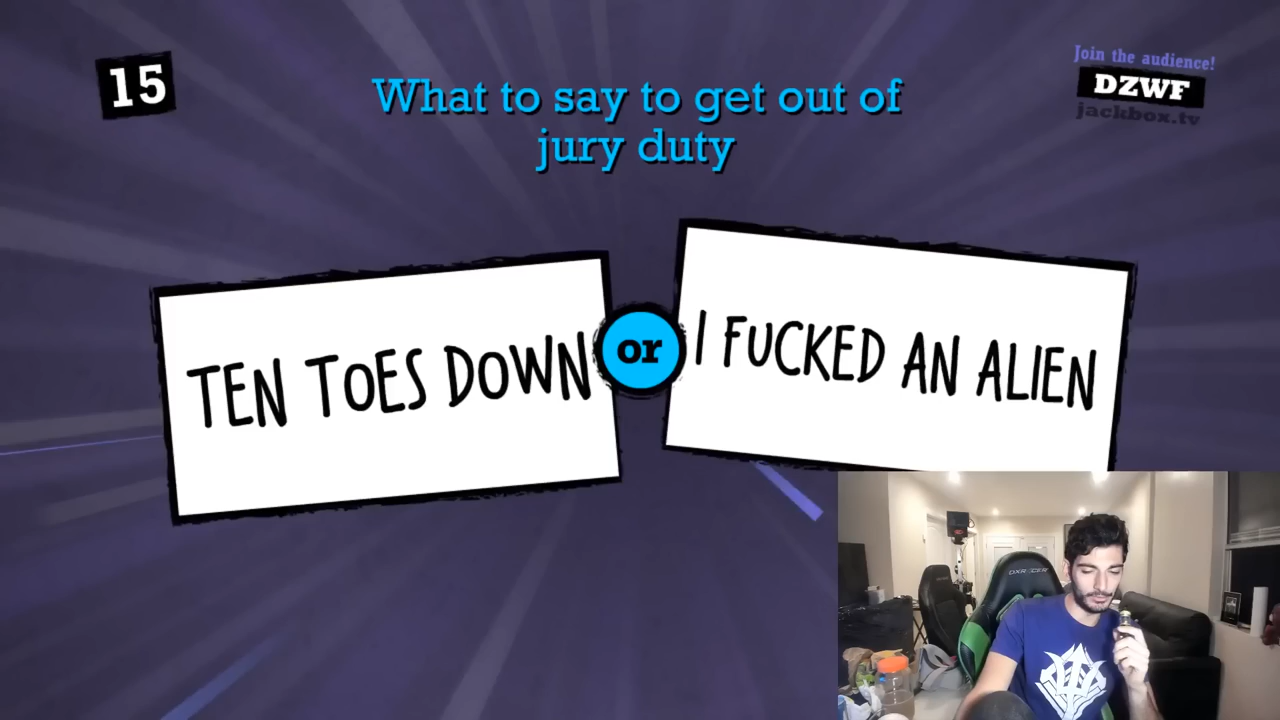 15
Join the audience!
DZWF
jackbox.tv
What to say to get out of
jury duty
TEN TOES DOWN
or
I FUCKED AN ALIEN
DXRACER